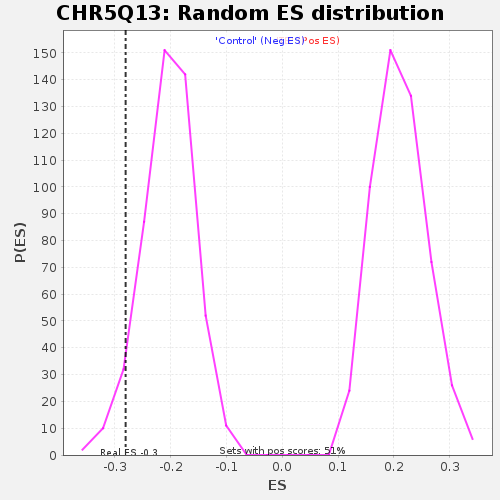 CHR5Q13: Random ES distribution
'Control' (Neg ES) Pos ES)
P(ES)
150
140
130
120
110
100
90
80
70
60
50
40
30
20
10
0
Real ES -0.3
Sets with pos scores: 51%
-0.3 -0.2 -0.1 0.0 0.1 0.2 0.3
ES